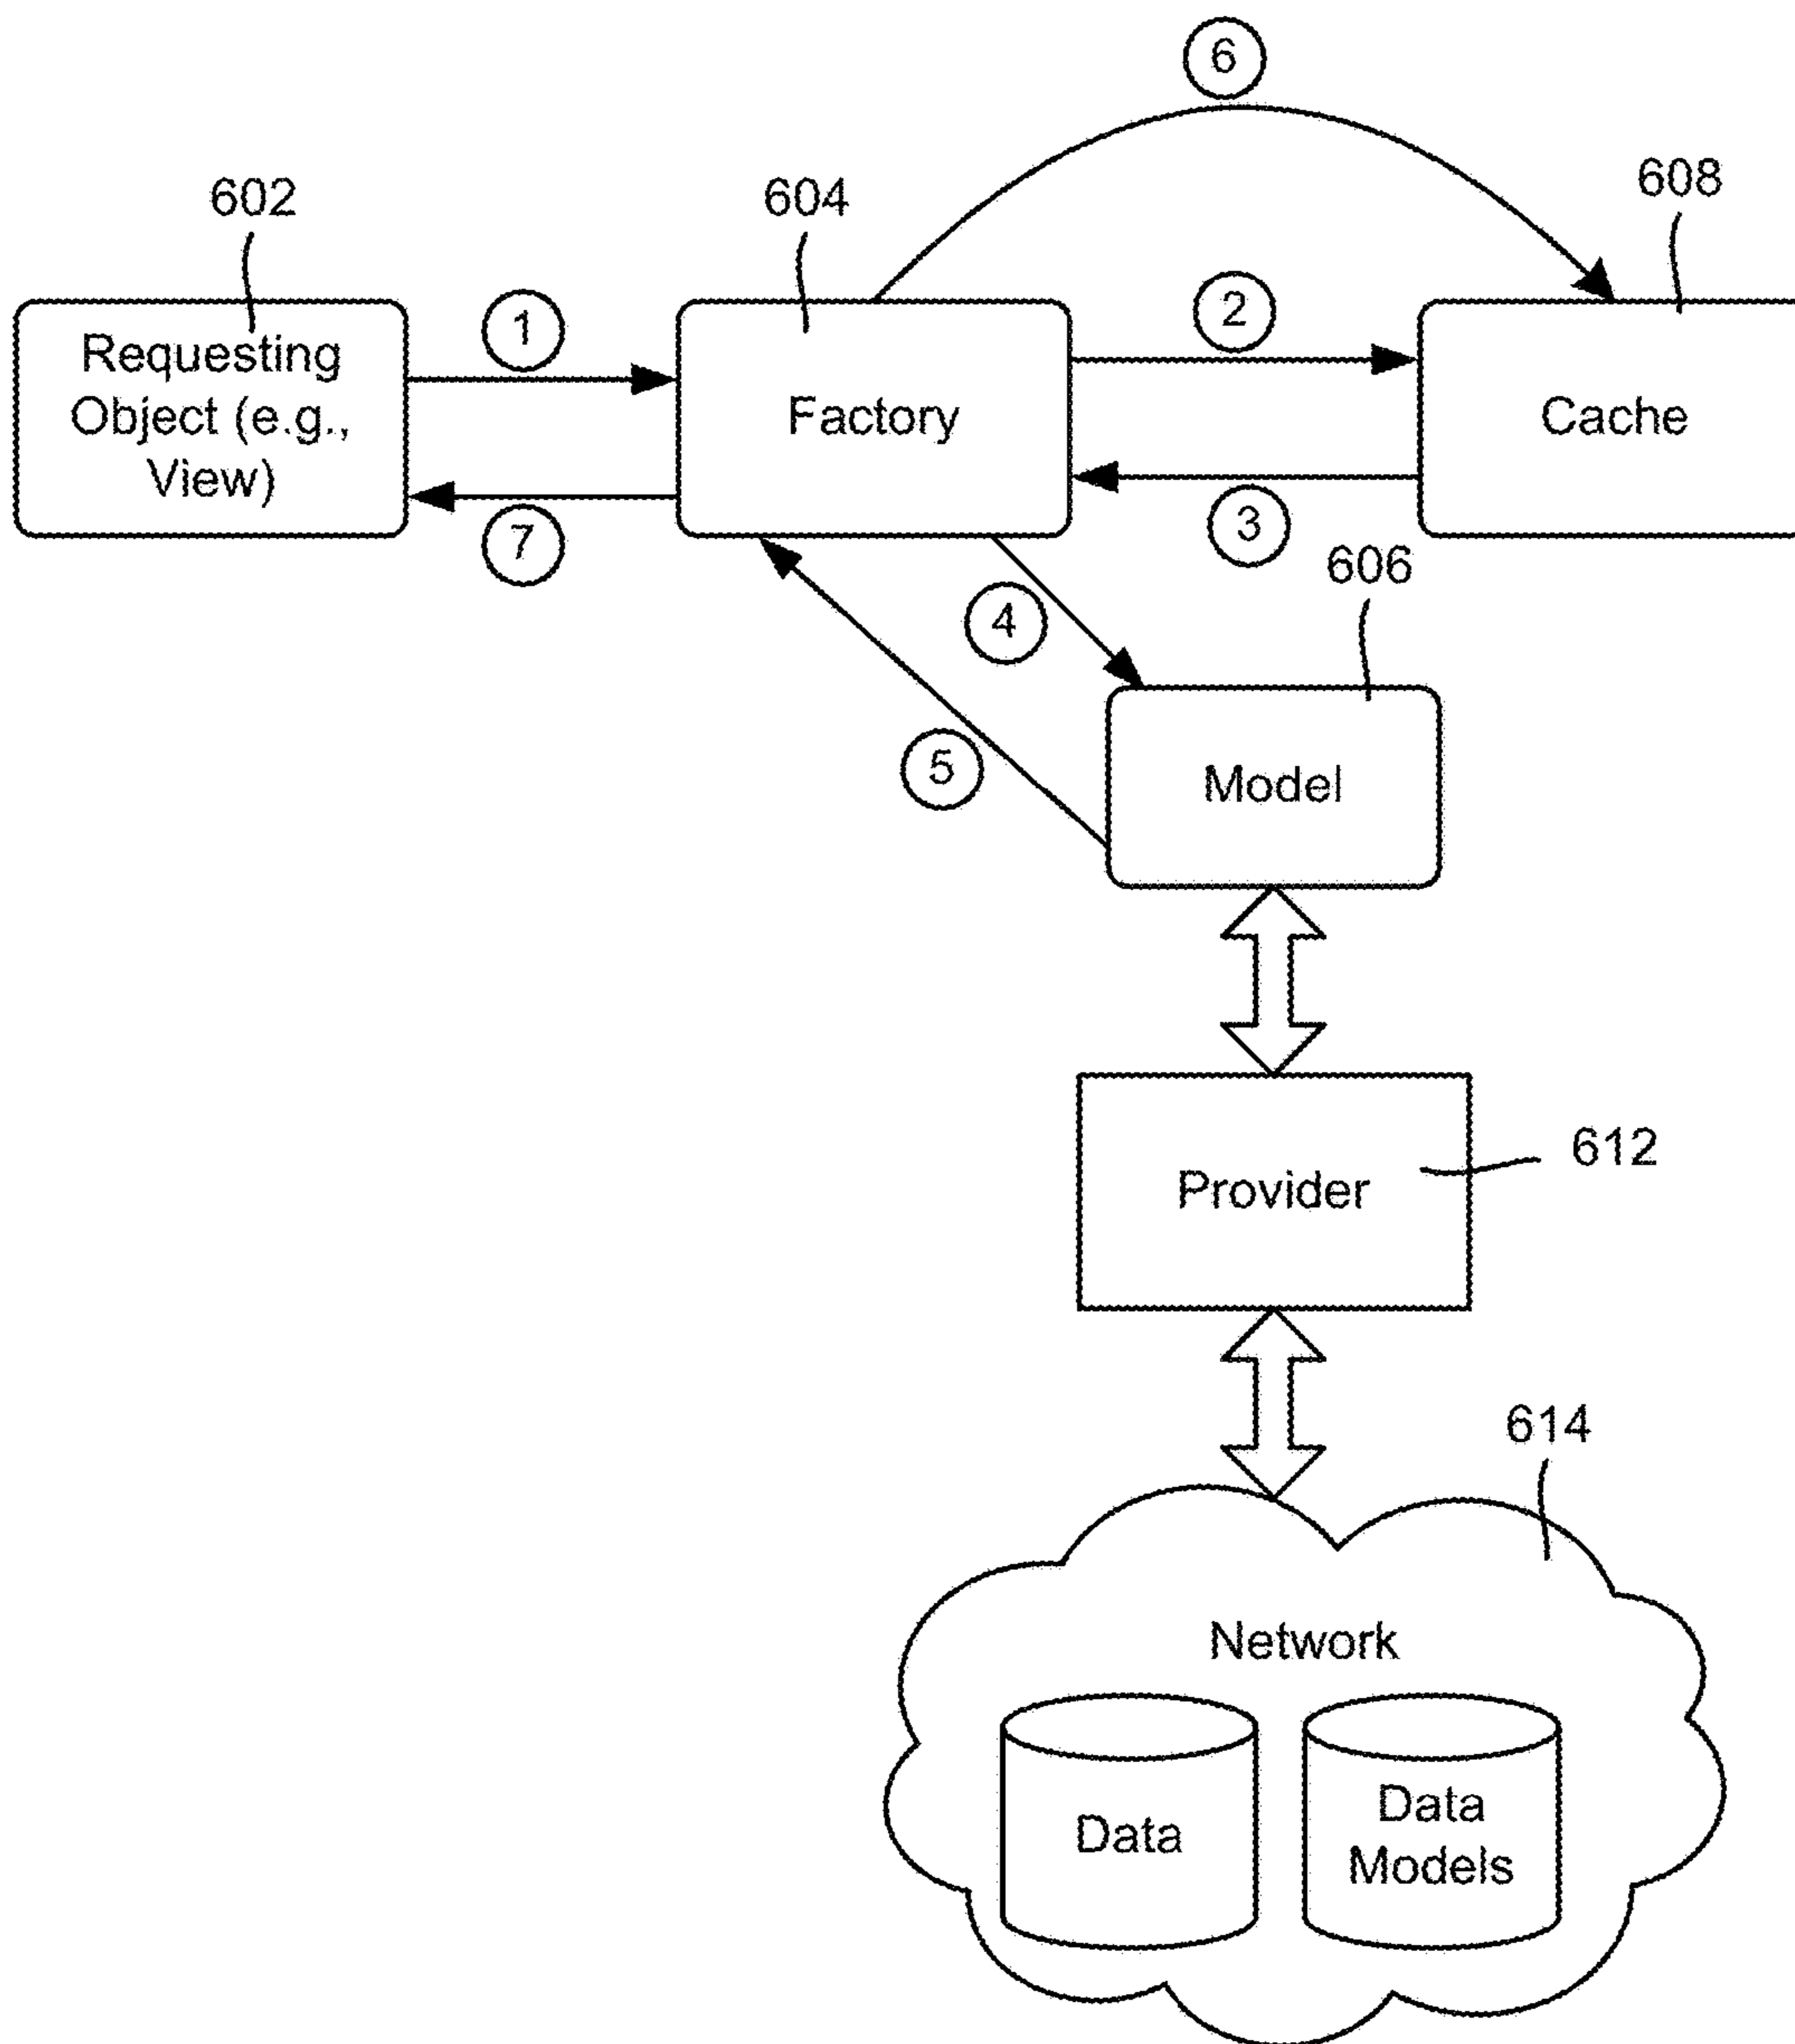 6
602
604
608
1
2
Requesting
Object (e.g.,
View)
Factory
Cache
7
3
606
4
5
Model
612
Provider
614
Network
Data
Data
Models